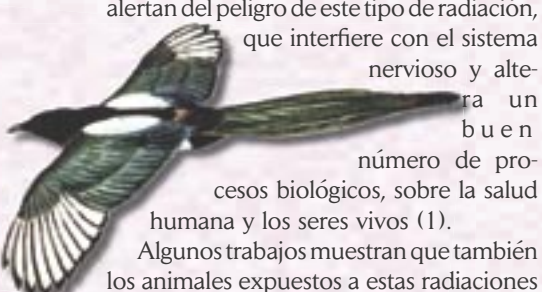 alertan del peligro de este tipo de radiación,
que interfiere con el sistema
nervioso y alte-
ra un
buen
número de pro-
cesos biológicos, sobre la salud
humana y los seres vivos (1).
Algunos trabajos muestran que también
los animales expuestos a estas radiaciones